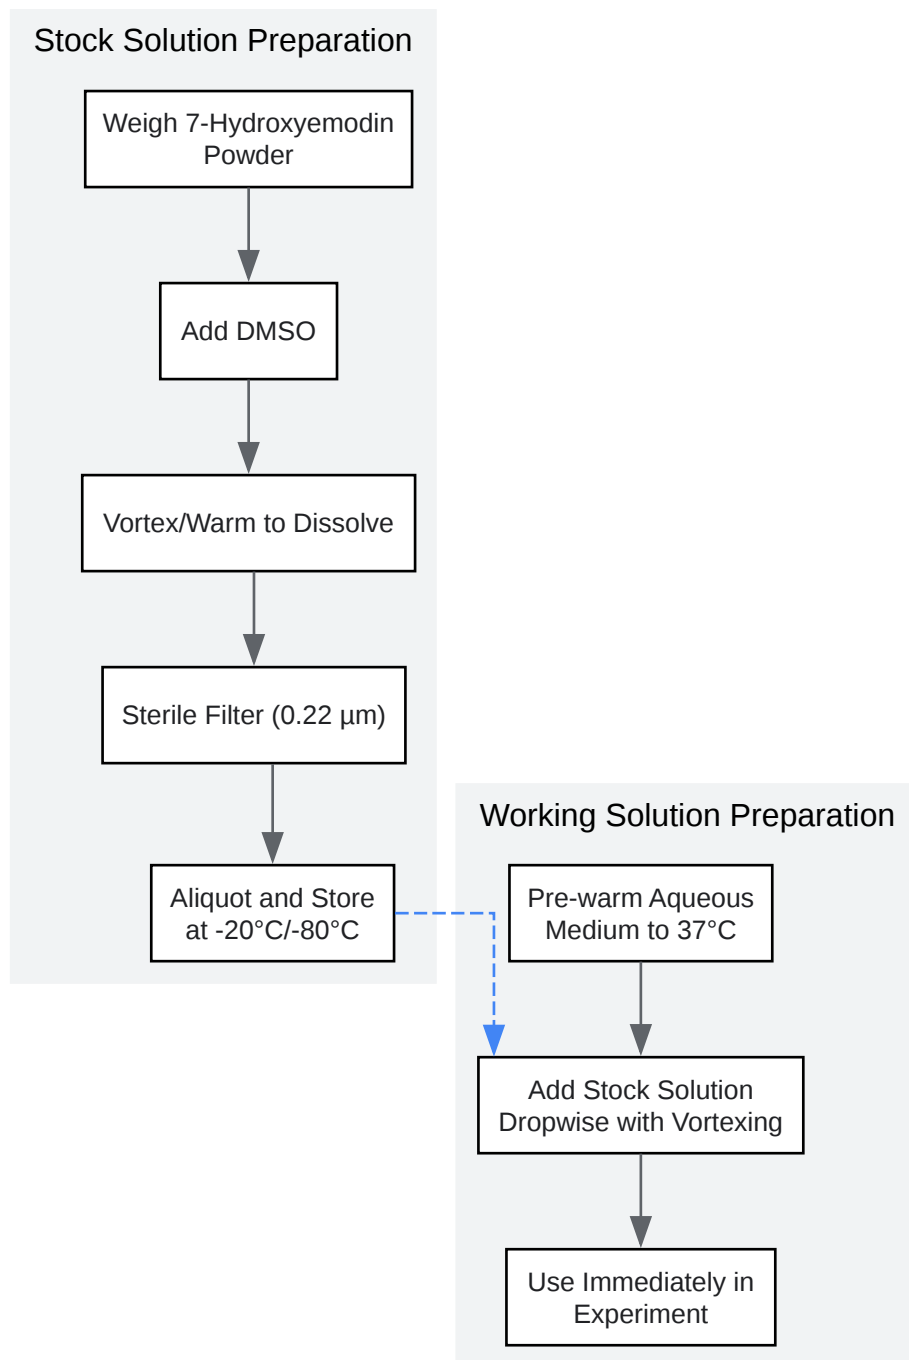 Stock Solution Preparation
Weigh 7-Hydroxyemodin
Powder
Add DMSO
Vortex/Warm to Dissolve
Sterile Filter (0.22 µm)
Aliquot and Store
at -20°C/-80°C
Working Solution Preparation
Pre-warm Aqueous
Medium to 37°C
Add Stock Solution
Dropwise with Vortexing
Use Immediately in
Experiment